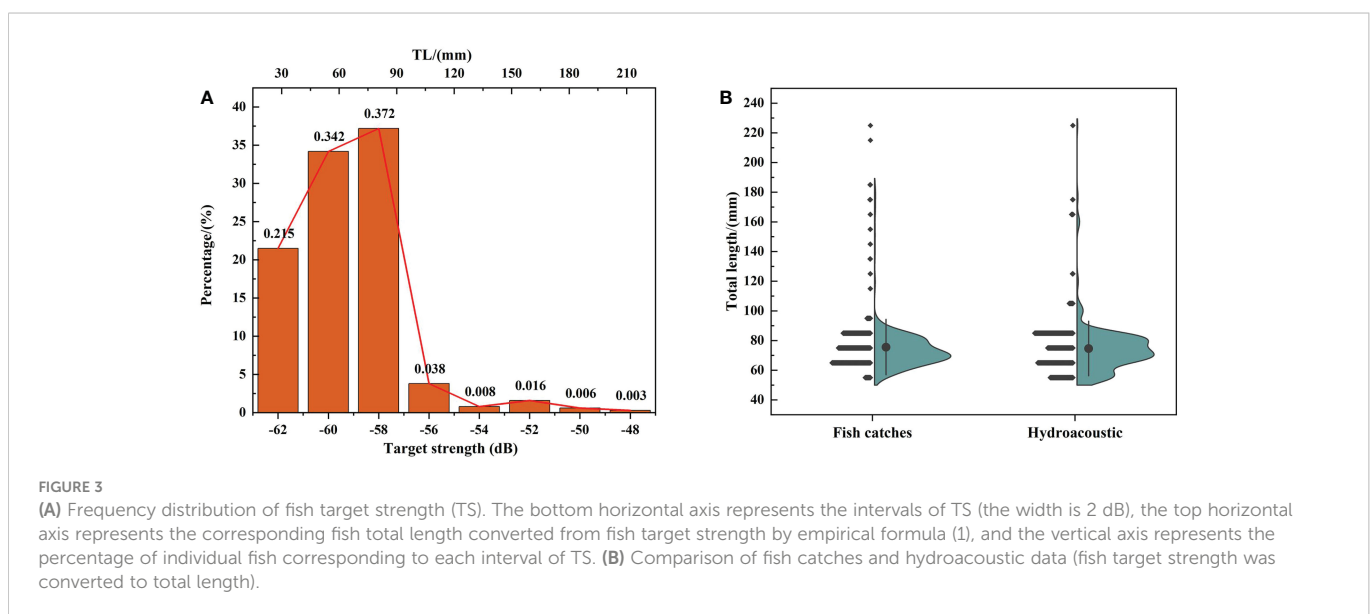 TL/(mm)
30 60 90 120 150 180 210
A
40
35
30
25
20
15
10
5
0
Percentage/(%)
0.215
0.342
0.372
0.038
0.008
0.016
0.006
0.003
-62 -60 -58 -56 -54 -52 -50 -48
Target strength (dB)
B
240
220
200
180
160
140
120
100
80
60
40
Total length/(mm)
Fish catches Hydroacoustic
FIGURE 3
(A) Frequency distribution of fish target strength (TS). The bottom horizontal axis represents the intervals of TS (the width is 2 dB), the top horizontal
axis represents the corresponding fish total length converted from fish target strength by empirical formula (1), and the vertical axis represents the
percentage of individual fish corresponding to each interval of TS. (B) Comparison of fish catches and hydroacoustic data (fish target strength was
converted to total length).